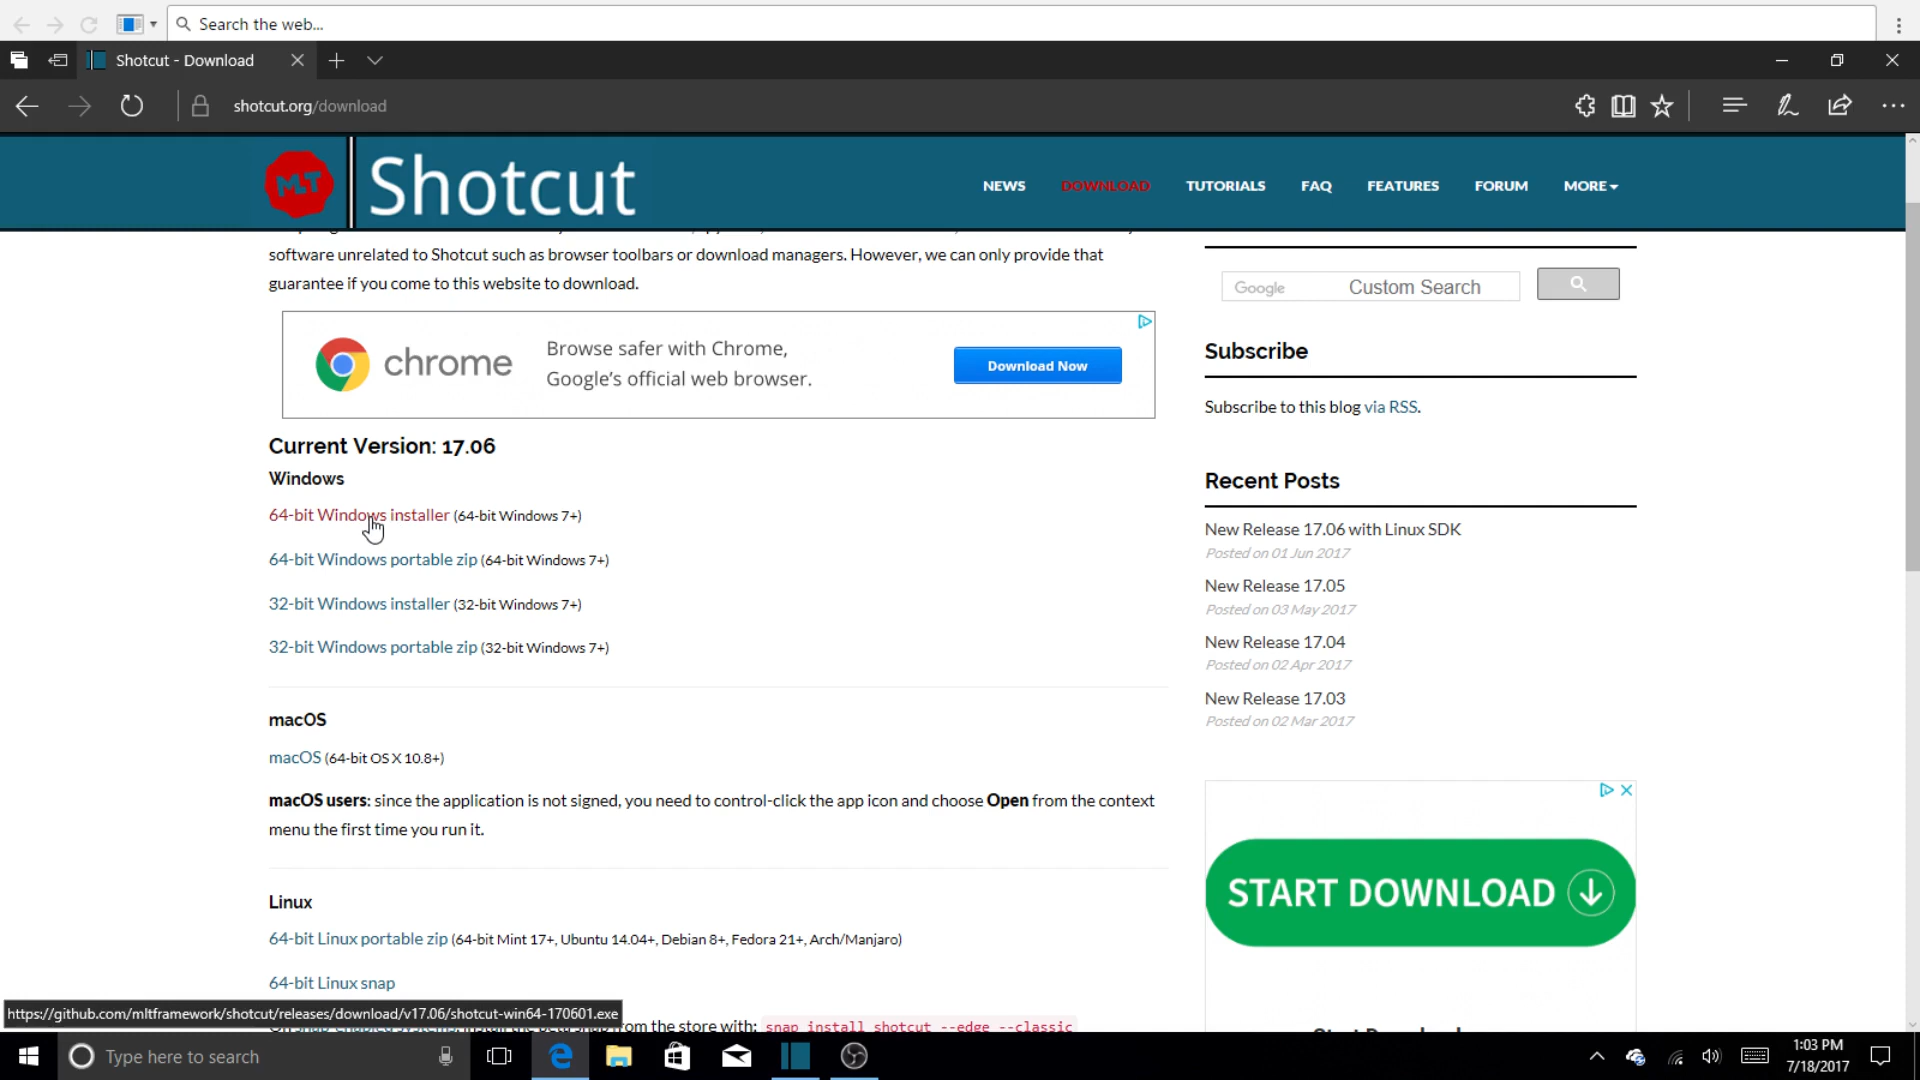 Search the web...
Shotcut - Download
shotcut.org/download
MLT
Shotcut
NEWS
DOWNLOAD
TUTORIALS
FAQ
FEATURES
FORUM
MORE
software unrelated to Shotcut such as browser toolbars or download managers. However, we can only provide that
guarantee if you come to this website to download.
chrome
Browse safer with Chrome,
Google's official web browser.
Download Now
Current Version: 17.06
Windows
64-bit Windows installer (64-bit Windows 7+)
64-bit Windows portable zip (64-bit Windows 7+)
32-bit Windows installer (32-bit Windows 7+)
32-bit Windows portable zip (32-bit Windows 7+)
macOS
macOS (64-bit OS X 10.8+)
macOS users: since the application is not signed, you need to control-click the app icon and choose Open from the context
menu the first time you run it.
Linux
64-bit Linux portable zip (64-bit Mint 17+, Ubuntu 14.04+, Debian 8+, Fedora 21+, Arch/Manjaro)
64-bit Linux snap
from the store with: snap install shotcut --edge --classic
Google Custom Search
Subscribe
Subscribe to this blog via RSS.
Recent Posts
New Release 17.06 with Linux SDK
Posted on 01 Jun 2017
New Release 17.05
Posted on 03 May 2017
New Release 17.04
Posted on 02 Apr 2017
New Release 17.03
Posted on 02 Mar 2017
START DOWNLOAD
https://github.com/mltframework/shotcut/releases/download/v17.06/shotcut-win64-170601.exe
Type here to search
1:03 PM
7/18/2017